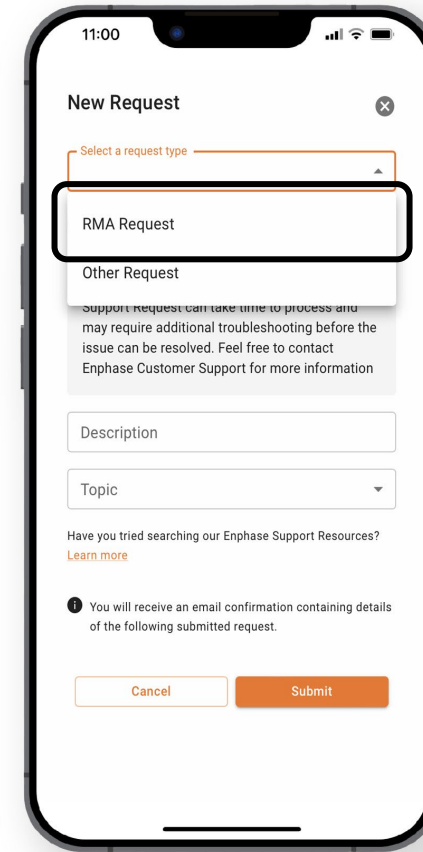 11:00
New Request
Select a request type
RMA Request
Other Request
Support Request can take time to process and
may require additional troubleshooting before the
issue can be resolved. Feel free to contact
Enphase Customer Support for more information
Description
Topic
Have you tried searching our Enphase Support Resources?
Learn more
You will receive an email confirmation containing details
of the following submitted request.
Cancel
Submit